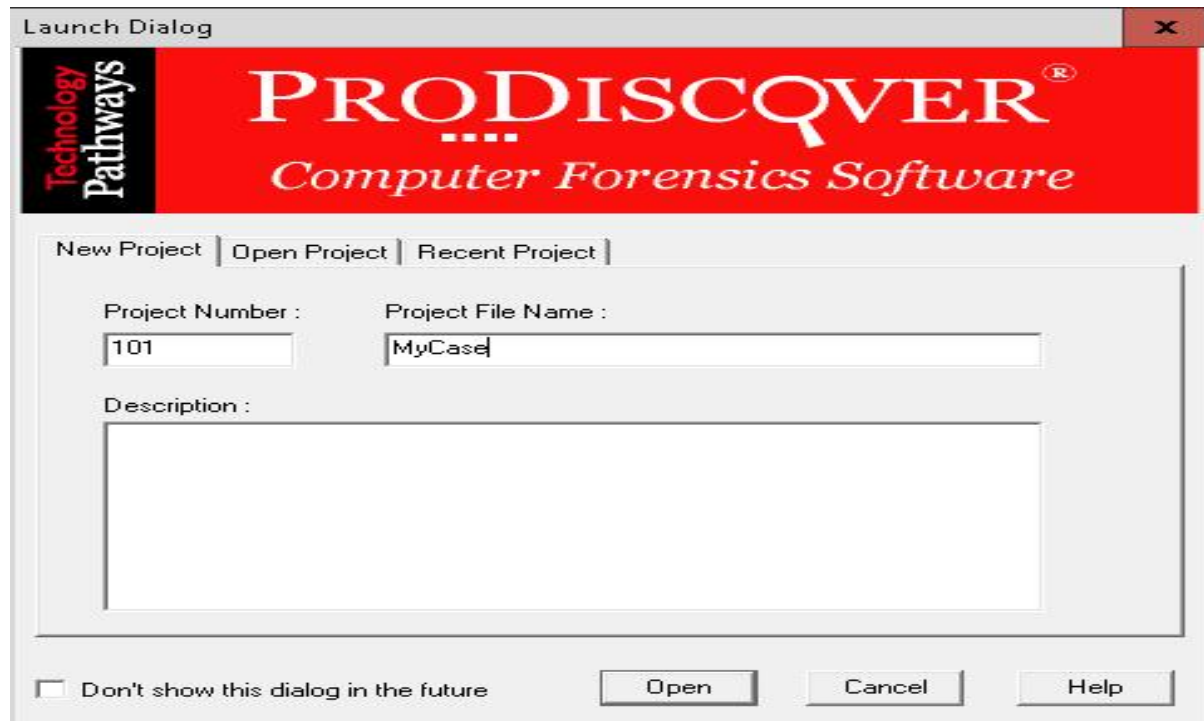 Launch Dialog
x
Technology
Pathways
PRODISCOVER®
Computer Forensics Software
New Project Open Project Recent Project
Project Number : Project File Name :
101 MyCase
Description :
Don't show this dialog in the future Open Cancel Help